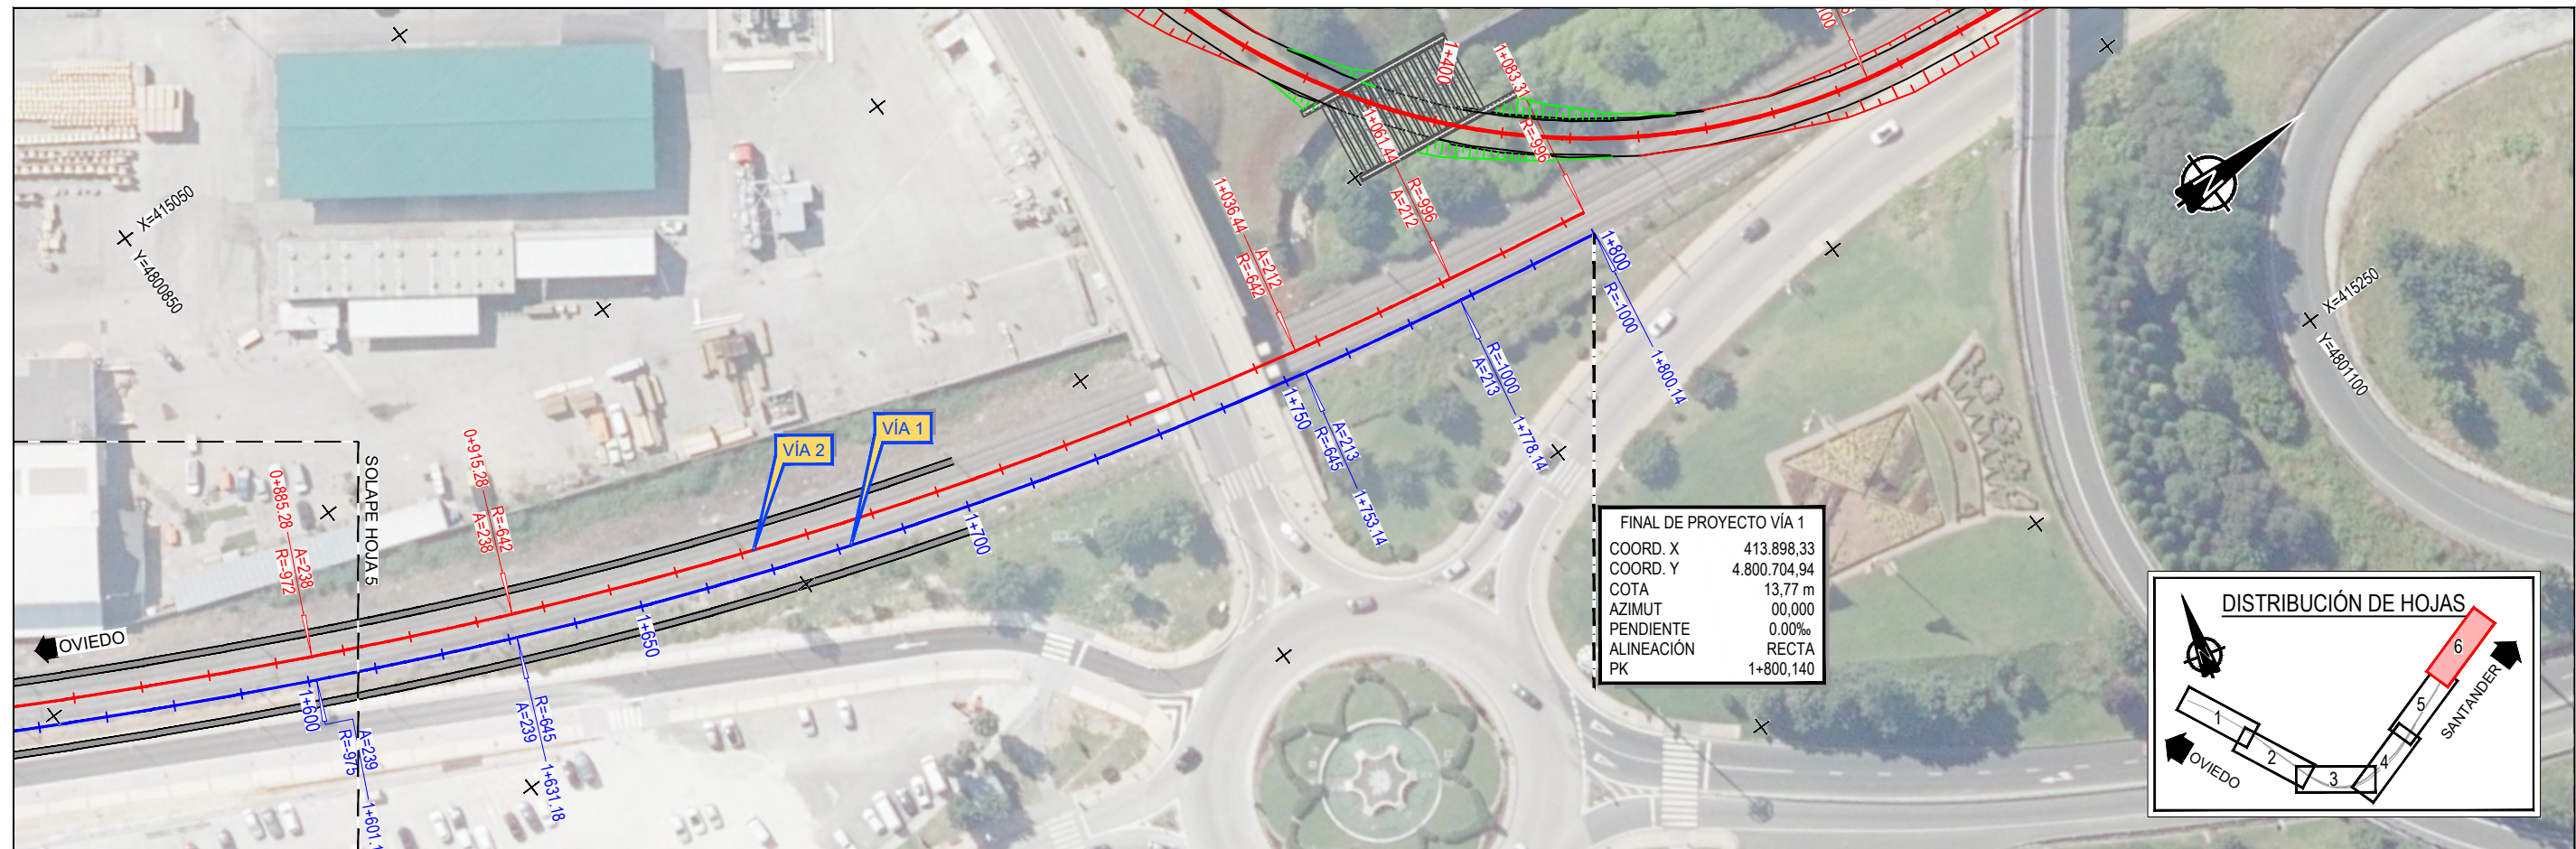 X=415050
Y=4800850
OVIEDO
SOLAPE HOJA 5
0+885.28
A=238
R=-972
0+915.28
R=-642
A=238
1+600
A=239
R=-975
1+631.18
R=-645
A=239
1+650
VÍA 2
VÍA 1
1+700
1+036.44
A=212
R=-642
1+750
A=213
R=-645
1+753.14
1+061.44
R=-996
A=212
1+400
1+083.31
R=-996
R=-1000
A=213
1+778.14
1+800
R=-1000
1+800.14
FINAL DE PROYECTO VÍA 1
COORD. X 413.898,33
COORD. Y 4.800.704,94
COTA 13,77 m
AZIMUT 00,000
PENDIENTE 0.00‰
ALINEACIÓN RECTA
PK 1+800,140
N
X=415250
Y=4801100
DISTRIBUCIÓN DE HOJAS
N
1
2
3
4
5
6
OVIEDO
SANTANDER